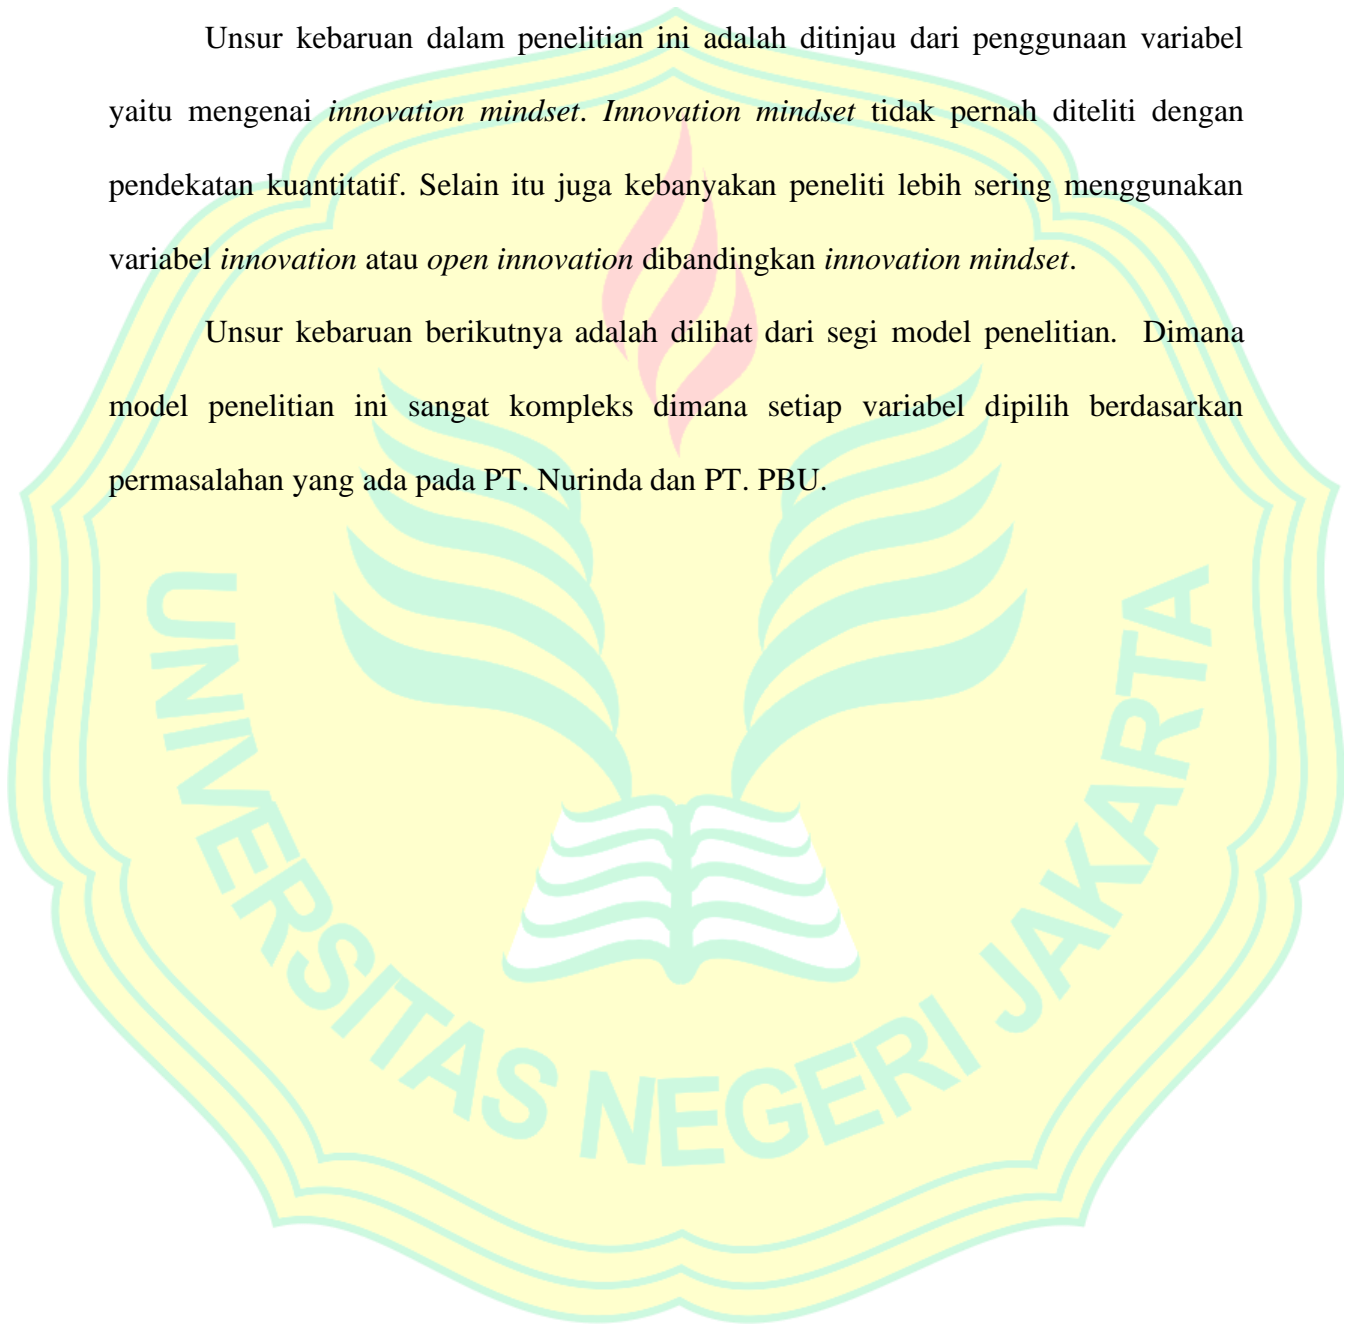 Unsur kebaruan dalam penelitian ini adalah ditinjau dari penggunaan variabel
yaitu mengenai innovation mindset. Innovation mindset tidak pernah diteliti dengan
pendekatan kuantitatif. Selain itu juga kebanyakan peneliti lebih sering menggunakan
variabel innovation atau open innovation dibandingkan innovation mindset.
Unsur kebaruan berikutnya adalah dilihat dari segi model penelitian. Dimana
model penelitian ini sangat kompleks dimana setiap variabel dipilih berdasarkan
permasalahan yang ada pada PT. Nurinda dan PT. PBU.
UNIVERSITAS NEGERI JAKARTA